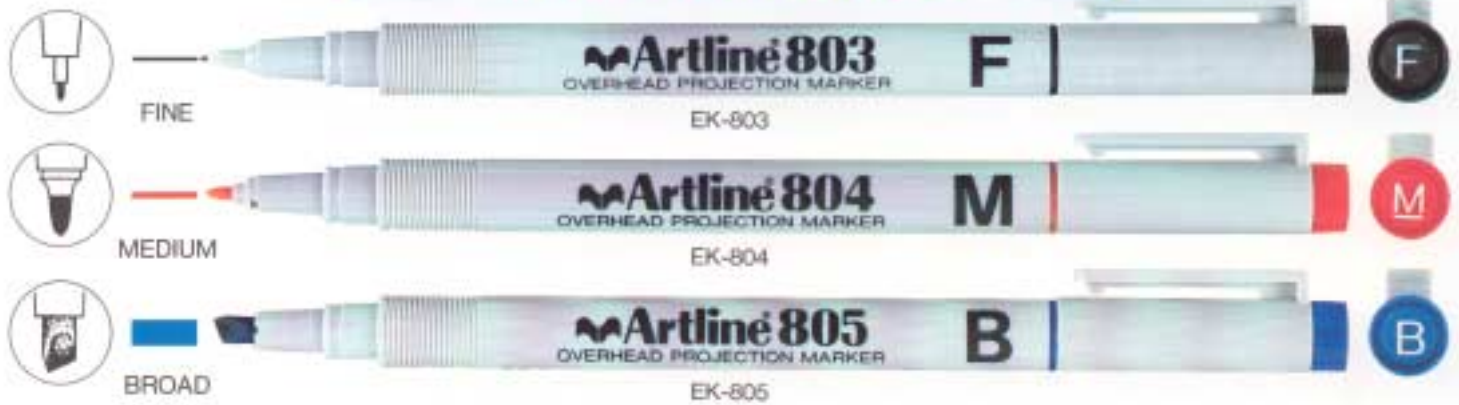 Artline 803 F F
OVERHEAD PROJECTION MARKER
FINE
EK-803
Artline 804 M M
OVERHEAD PROJECTION MARKER
MEDIUM
EK-804
Artline 805 B B
OVERHEAD PROJECTION MARKER
BROAD
EK-805